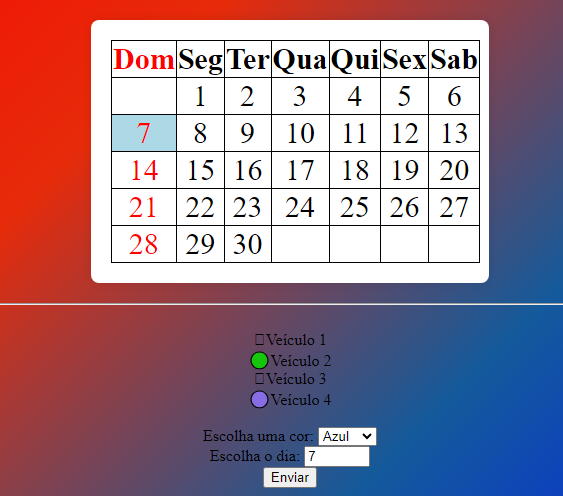 Dom Seg Ter Qua Qui Sex Sab
1 2 3 4 5 6
7 8 9 10 11 12 13
14 15 16 17 18 19 20
21 22 23 24 25 26 27
28 29 30
Veículo 1
Veículo 2
Veículo 3
Veículo 4
Escolha uma cor: Azul
Escolha o dia: 7
Enviar